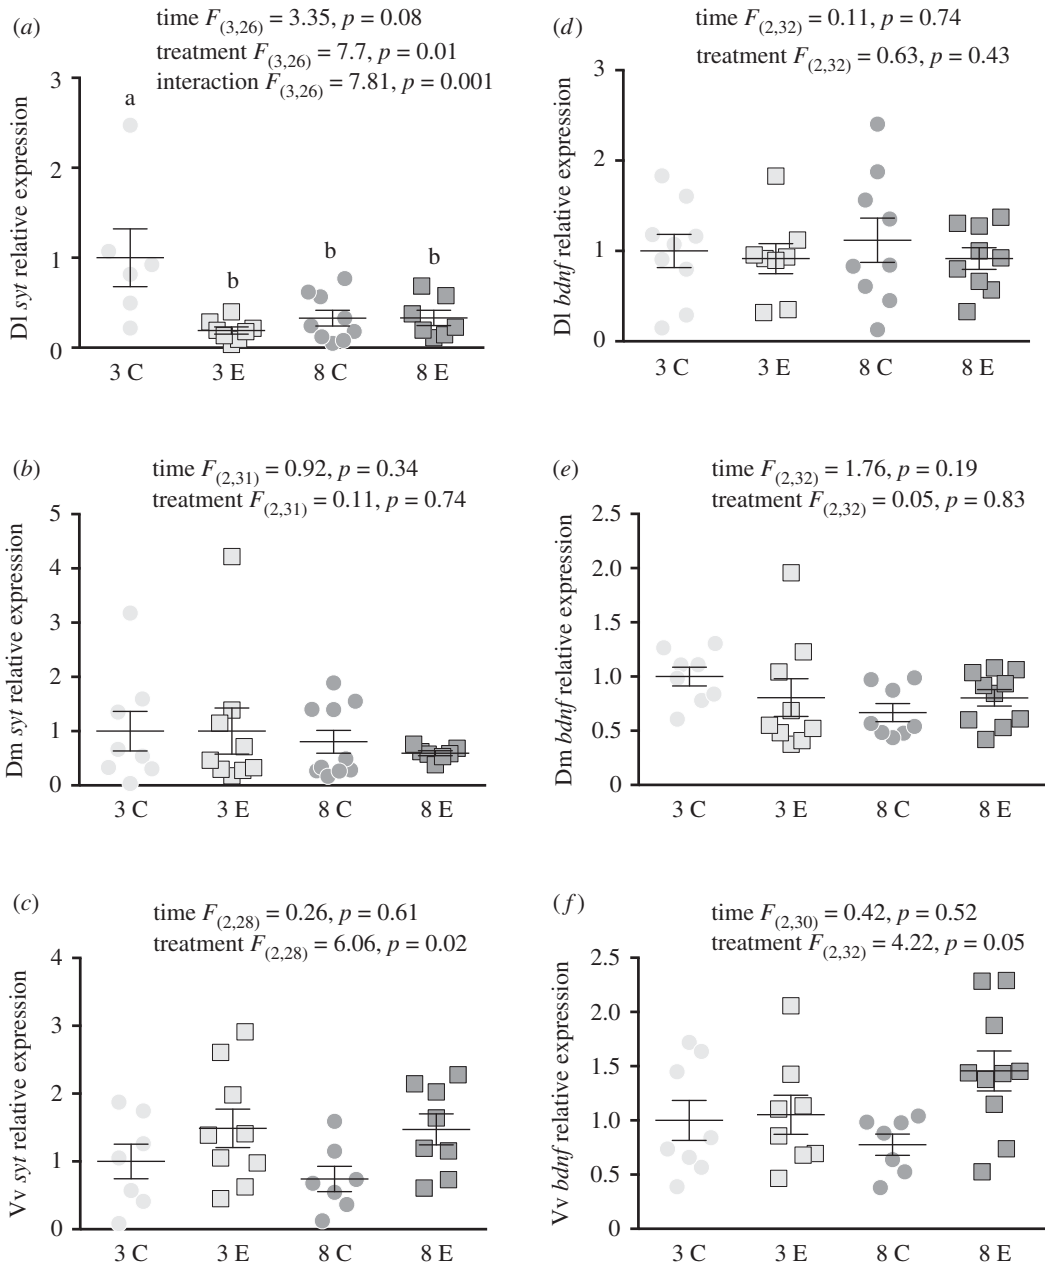 (a)
time F(3,26) = 3.35, p = 0.08
treatment F(3,26) = 7.7, p = 0.01
interaction F(3,26) = 7.81, p = 0.001
Dl syt relative expression
3
2
1
0
a
b
b
b
3 C
3 E
8 C
8 E
(d)
time F(2,32) = 0.11, p = 0.74
treatment F(2,32) = 0.63, p = 0.43
Dl bdnf relative expression
3
2
1
0
3 C
3 E
8 C
8 E
(b)
time F(2,31) = 0.92, p = 0.34
treatment F(2,31) = 0.11, p = 0.74
Dm syt relative expression
5
4
3
2
1
0
3 C
3 E
8 C
8 E
(e)
time F(2,32) = 1.76, p = 0.19
treatment F(2,32) = 0.05, p = 0.83
Dm bdnf relative expression
2.5
2.0
1.5
1.0
0.5
0
3 C
3 E
8 C
8 E
(c)
time F(2,28) = 0.26, p = 0.61
treatment F(2,28) = 6.06, p = 0.02
Vv syt relative expression
4
3
2
1
0
3 C
3 E
8 C
8 E
(f)
time F(2,30) = 0.42, p = 0.52
treatment F(2,32) = 4.22, p = 0.05
Vv bdnf relative expression
2.5
2.0
1.5
1.0
0.5
0
3 C
3 E
8 C
8 E